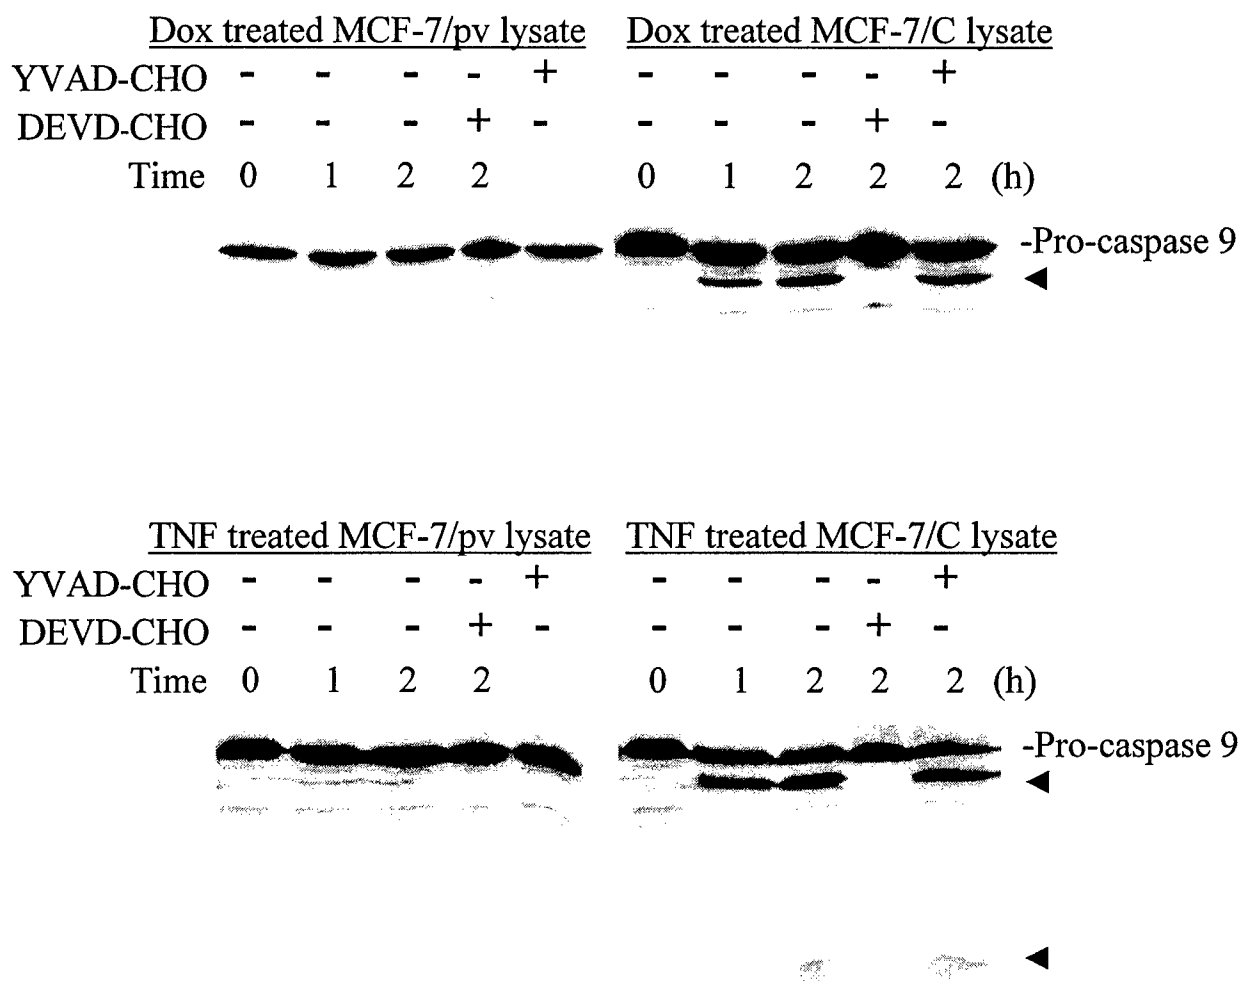 Dox treated MCF-7/pv lysate Dox treated MCF-7/C lysate
YVAD-CHO - - - - + - - - - +
DEVD-CHO - - - + - - - - + -
Time 0 1 2 2 0 1 2 2 2 (h)
-Pro-caspase 9
TNF treated MCF-7/pv lysate TNF treated MCF-7/C lysate
YVAD-CHO - - - - + - - - - +
DEVD-CHO - - - + - - - - + -
Time 0 1 2 2 0 1 2 2 2 (h)
-Pro-caspase 9